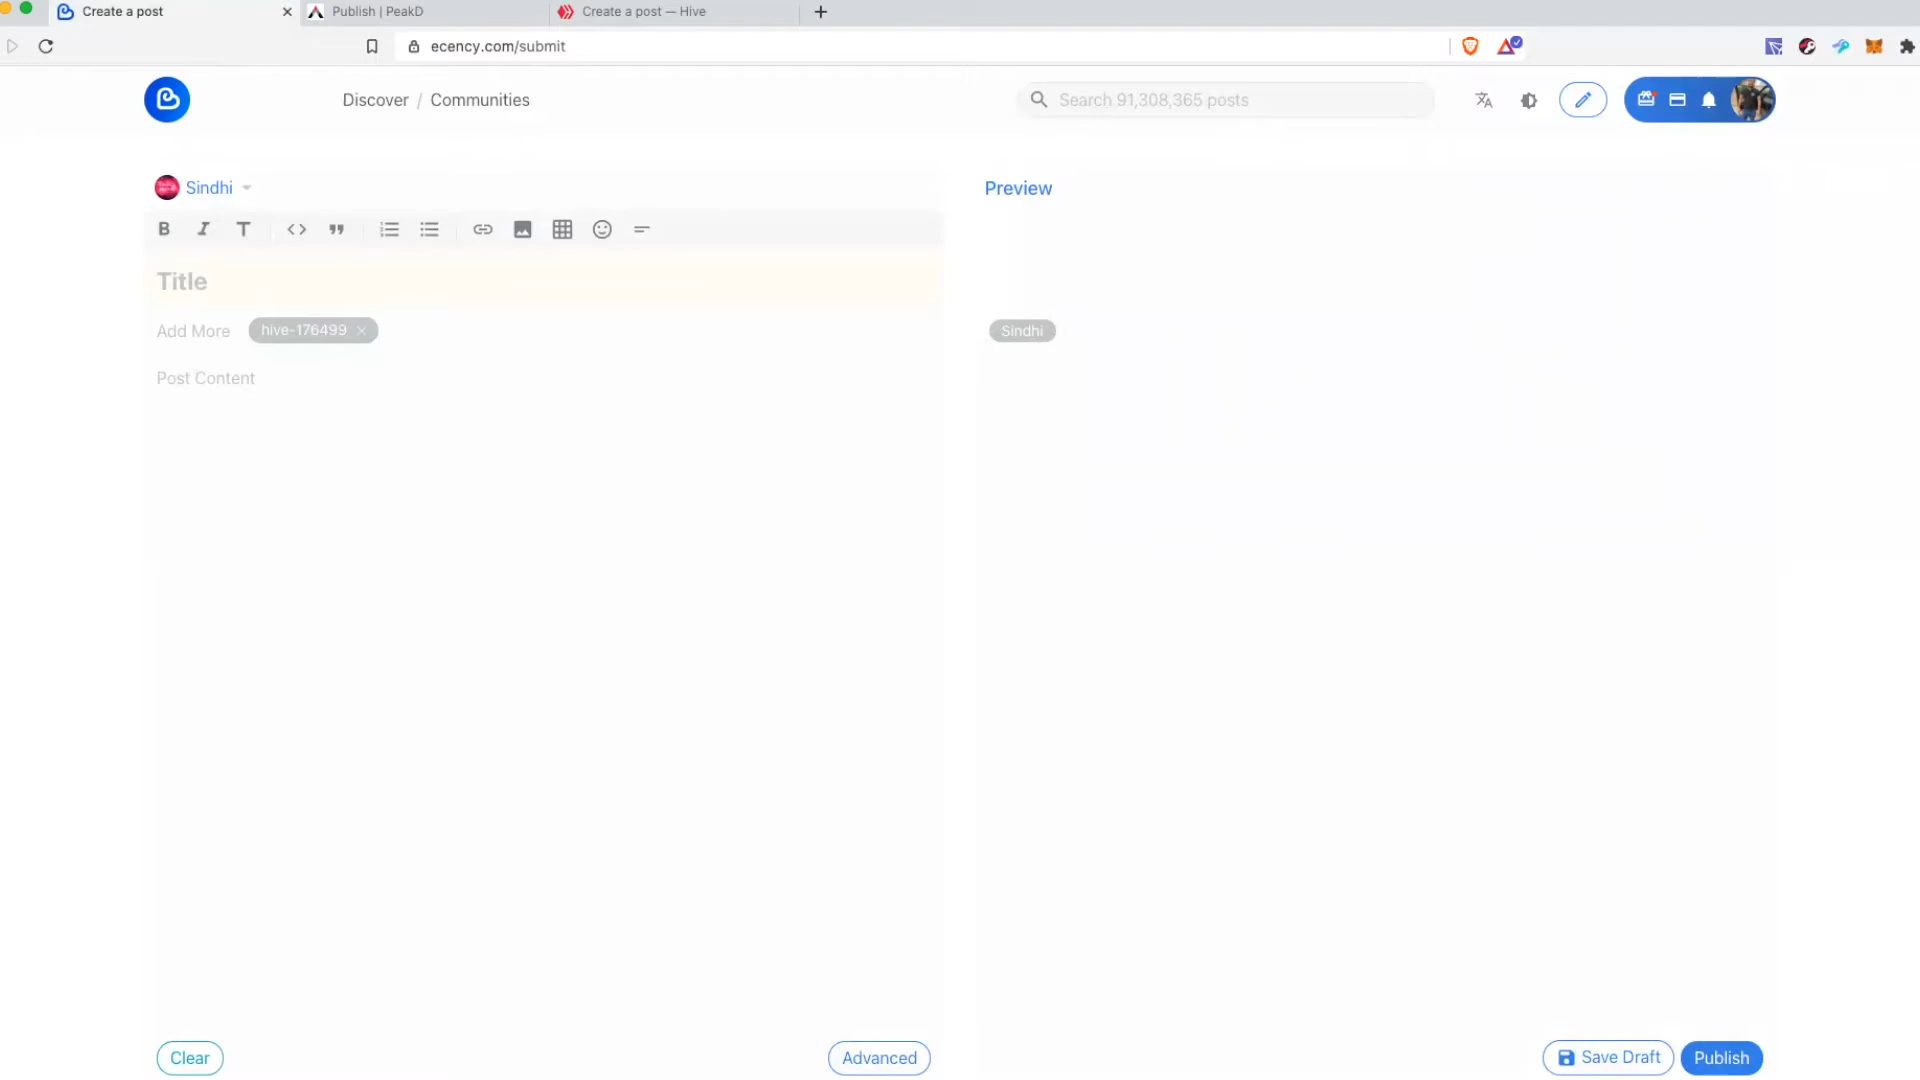 Create a post
Publish | PeakD
Create a post — Hive
ecency.com/submit
Discover / Communities
Search 91,308,365 posts
Sindhi
Preview
B I T
Title
Add More
hive-176499
Sindhi
Post Content
Clear
Advanced
Save Draft
Publish